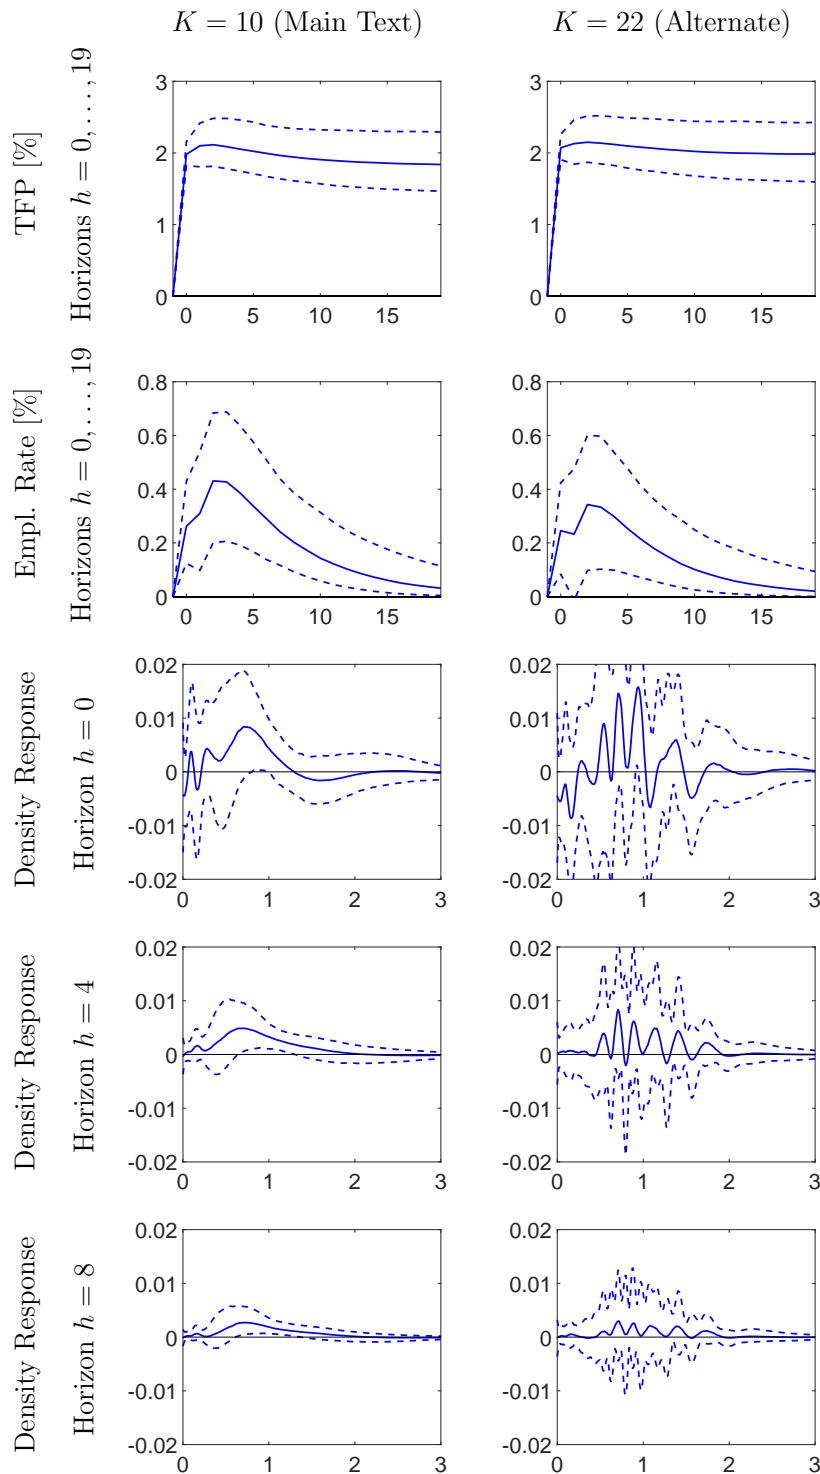 K = 10 (Main Text)
K = 22 (Alternate)
TFP [%]
Horizons h = 0, . . . , 19
3
2
1
0
0 5 10 15
3
2
1
0
0 5 10 15
Empl. Rate [%]
Horizons h = 0, . . . , 19
0.8
0.6
0.4
0.2
0
0 5 10 15
0.8
0.6
0.4
0.2
0
0 5 10 15
Density Response
Horizon h = 0
0.02
0.01
0
-0.01
-0.02
0 1 2 3
0.02
0.01
0
-0.01
-0.02
0 1 2 3
Density Response
Horizon h = 4
0.02
0.01
0
-0.01
-0.02
0 1 2 3
0.02
0.01
0
-0.01
-0.02
0 1 2 3
Density Response
Horizon h = 8
0.02
0.01
0
-0.01
-0.02
0 1 2 3
0.02
0.01
0
-0.01
-0.02
0 1 2 3